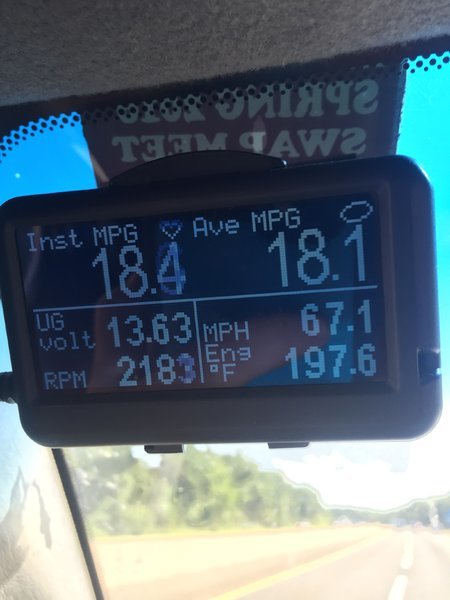 SPRING
SWAP MEET
Inst MPG Ave MPG
18.4 18.1
UG volt 13.63
RPM 2183
MPH 67.1
Eng °F 197.6